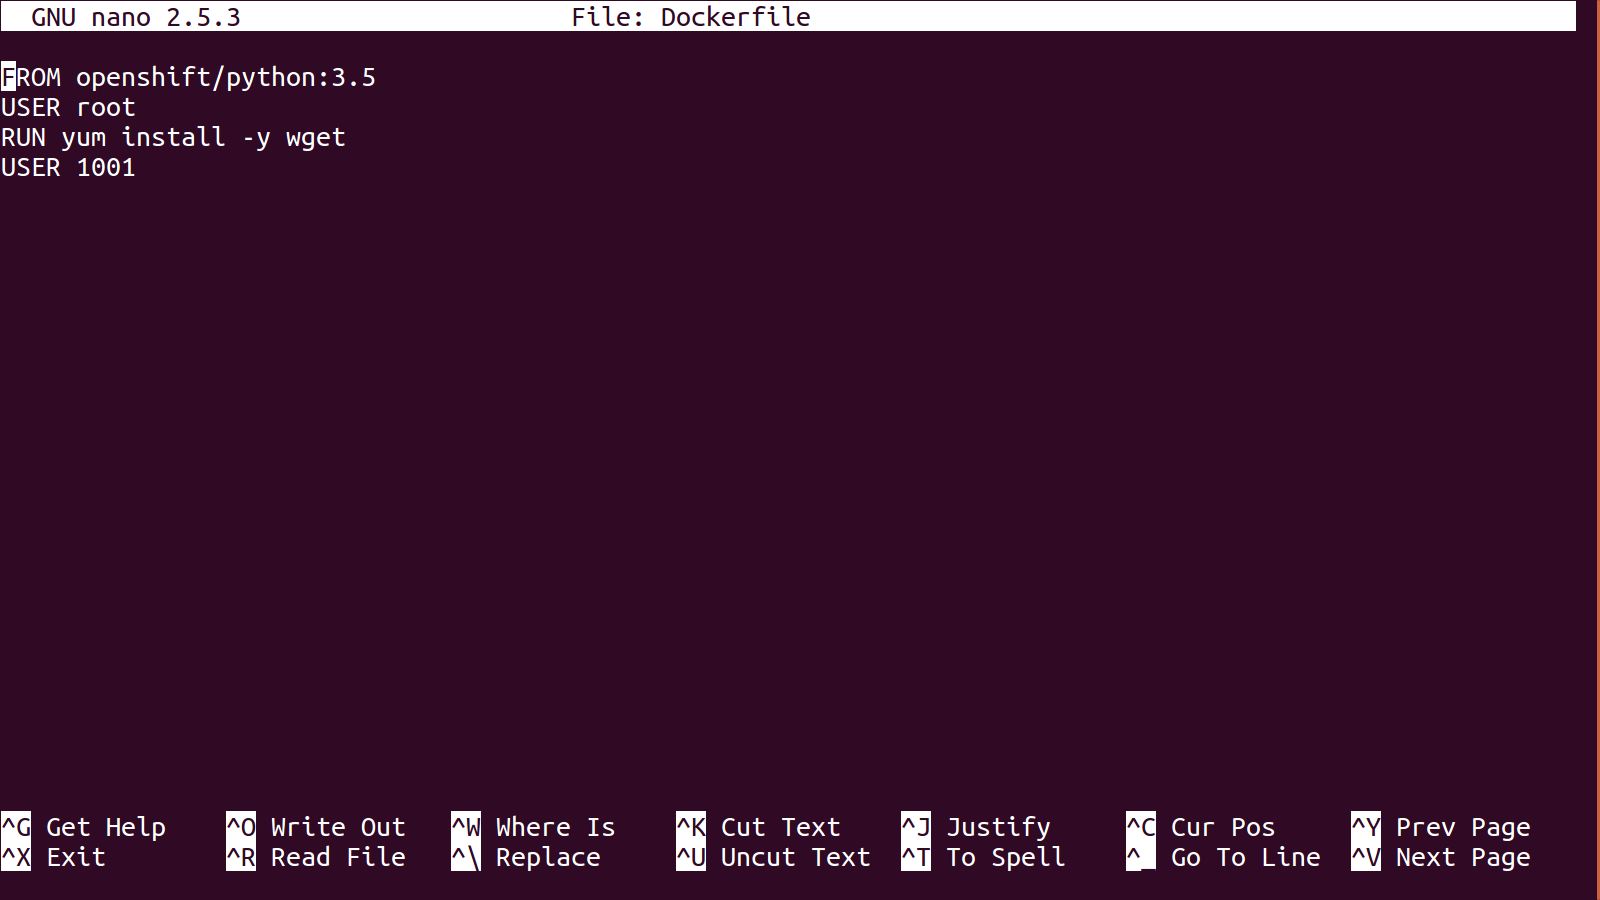 GNU nano 2.5.3 File: Dockerfile
FROM openshift/python:3.5
USER root
RUN yum install -y wget
USER 1001
^G Get Help ^O Write Out ^W Where Is ^K Cut Text ^J Justify ^C Cur Pos ^Y Prev Page
^X Exit ^R Read File ^\ Replace ^U Uncut Text ^T To Spell ^_ Go To Line ^V Next Page